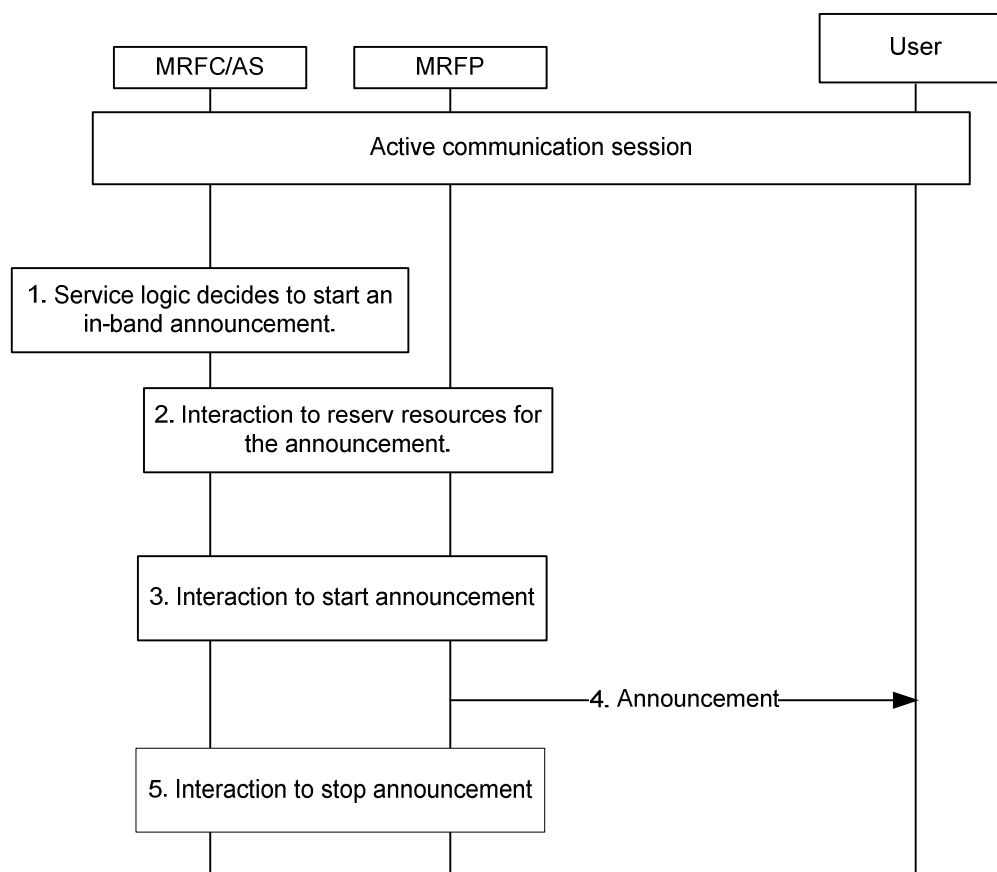 MRFC/AS
MRFP
User
Active communication session
1. Service logic decides to start an
in-band announcement.
2. Interaction to reserv resources for
the announcement.
3. Interaction to start announcement
4. Announcement
5. Interaction to stop announcement